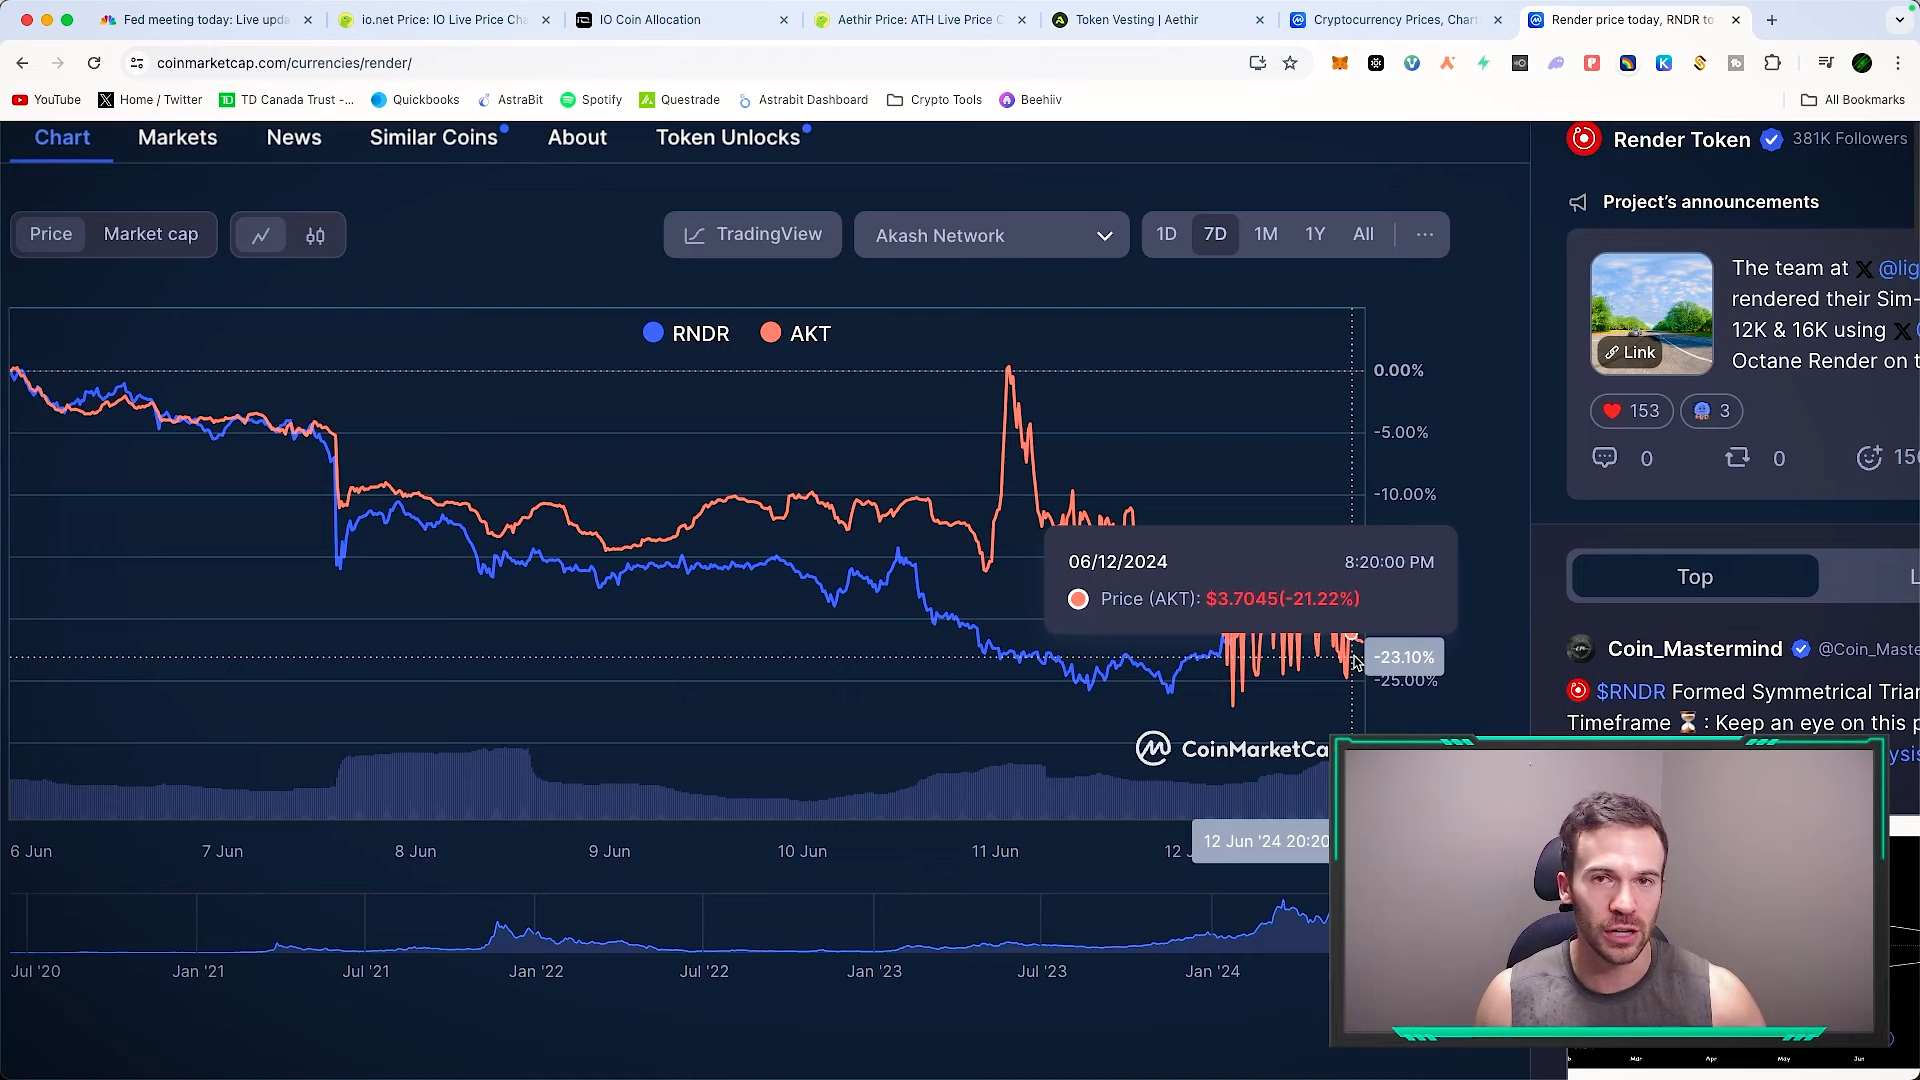 Fed meeting today: Live upda
io.net Price: IO Live Price Cha
IO Coin Allocation
Aethir Price: ATH Live Price C
Token Vesting | Aethir
Cryptocurrency Prices, Chart
Render price today, RNDR to
coinmarketcap.com/currencies/render/
YouTube
Home / Twitter
TD Canada Trust -...
Quickbooks
AstraBit
Spotify
Questrade
Astrabit Dashboard
Crypto Tools
Beehiiv
All Bookmarks
Chart
Markets
News
Similar Coins
About
Token Unlocks
Render Token
381K Followers
Project's announcements
Price
Market cap
TradingView
Akash Network
1D
7D
1M
1Y
All
The team at X @lig
rendered their Sim-
12K & 16K using X
Octane Render on t
Link
153
3
0
0
RNDR
AKT
0.00%
-5.00%
-10.00%
06/12/2024
8:20:00 PM
Price (AKT): $3.7045(-21.22%)
-23.10%
-25.00%
Top
Coin_Mastermind
@Coin_Maste
$RNDR Formed Symmetrical Trian
Timeframe ⌛ : Keep an eye on this p
ysis
CoinMarketCa
6 Jun
7 Jun
8 Jun
9 Jun
10 Jun
11 Jun
12 J
12 Jun '24 20:20
Jul '20
Jan '21
Jul '21
Jan '22
Jul '22
Jan '23
Jul '23
Jan '24
Mar
Apr
May
Jun